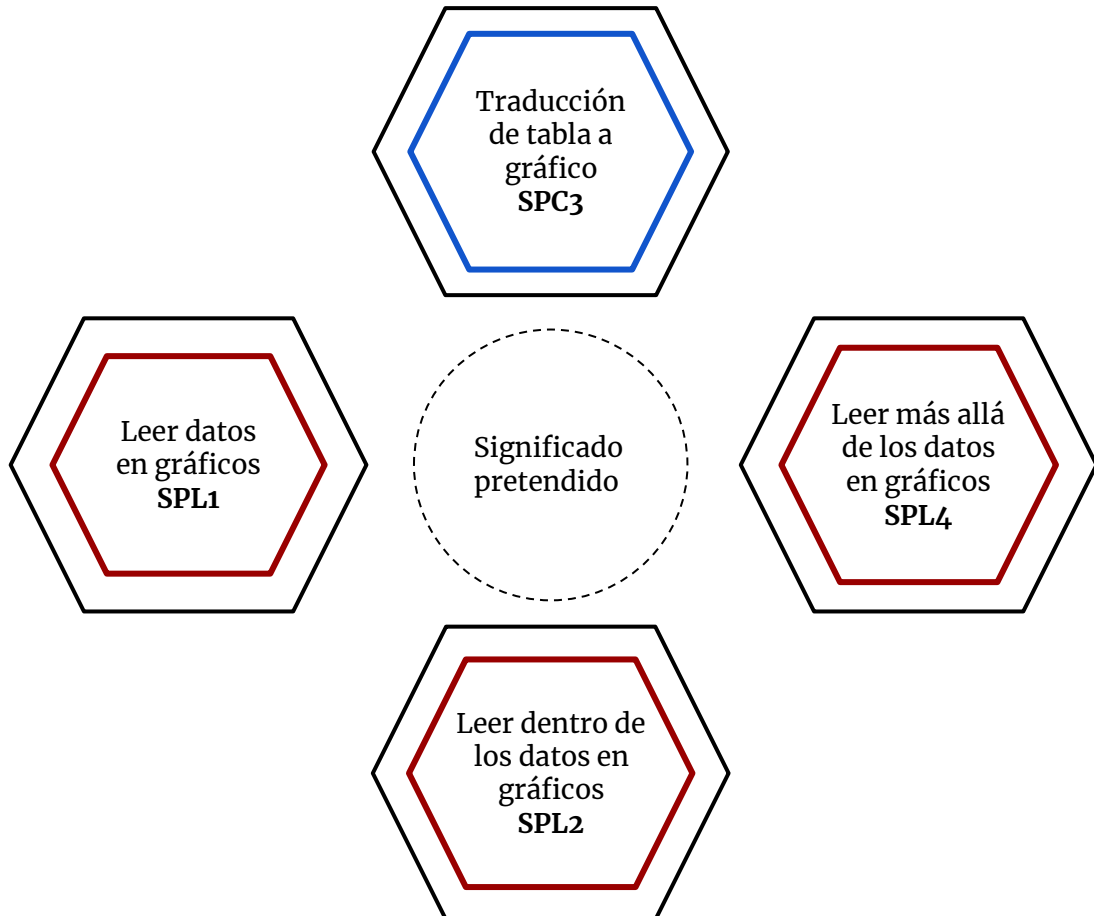 Traducción
de tabla a
gráfico
SPC3
Leer datos
en gráficos
SPL1
Significado
pretendido
Leer más allá
de los datos
en gráficos
SPL4
Leer dentro de
los datos en
gráficos
SPL2